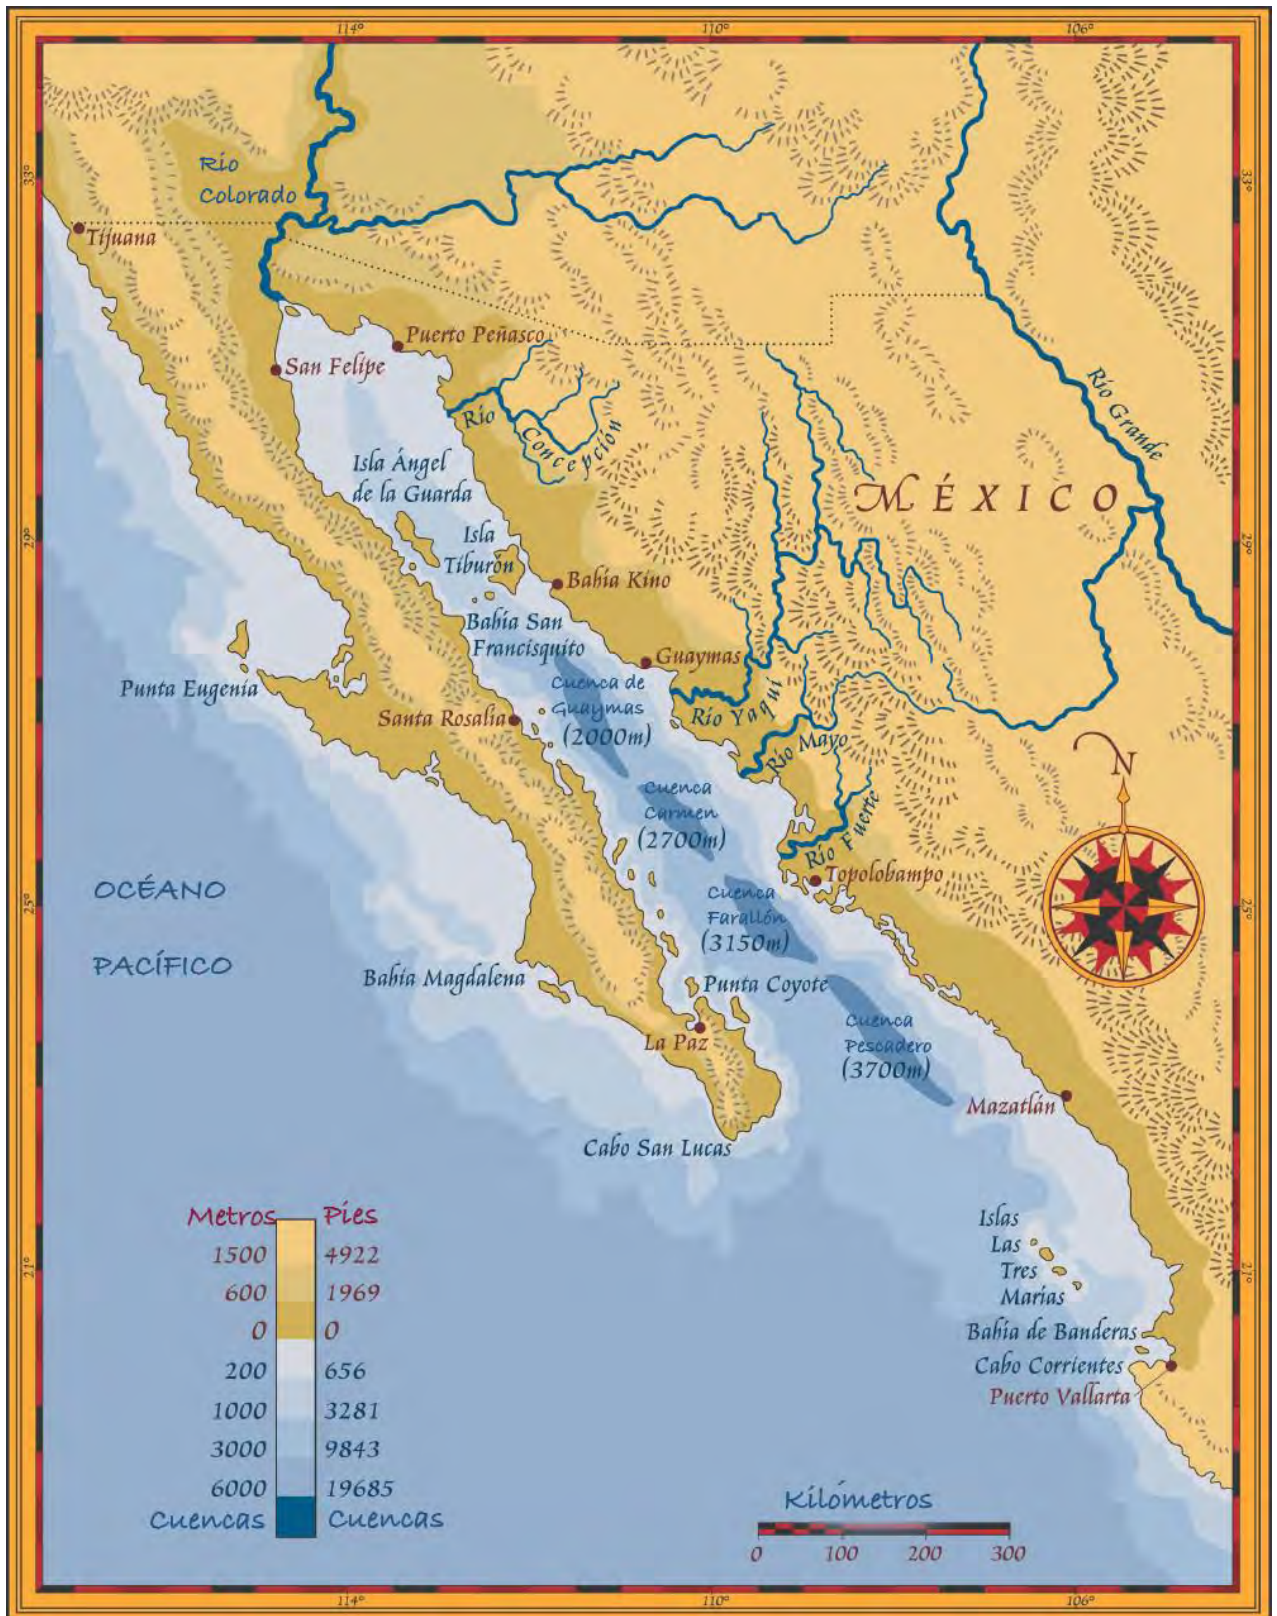 114°
110°
106°
33°
33°
Río
Colorado
Tijuana
Puerto Peñasco
San Felipe
Río Grande
Río
Concepción
Isla Ángel
de la Guarda
MÉXICO
Isla
Tiburón
29°
29°
Bahía Kino
Bahía San
Francisquito
Guaymas
Punta Eugenia
Cuenca de
Guaymas
(2000m)
Santa Rosalía
Río Yaquí
Río Mayo
N
Cuenca
Carmen
(2700m)
Río Fuerte
Topolobampo
OCÉANO
PACÍFICO
25°
25°
Cuenca
Farallón
(3150m)
Bahía Magdalena
Punta Coyote
La Paz
Cuenca
Pescadero
(3700m)
Mazatlán
Cabo San Lucas
Islas
Las
Tres
Marías
21°
21°
Bahía de Banderas
Cabo Corrientes
Puerto Vallarta
Metros Pies
1500 4922
600 1969
0 0
200 656
1000 3281
3000 9843
6000 19685
Cuencas Cuencas
Kilómetros
0 100 200 300
114°
110°
106°